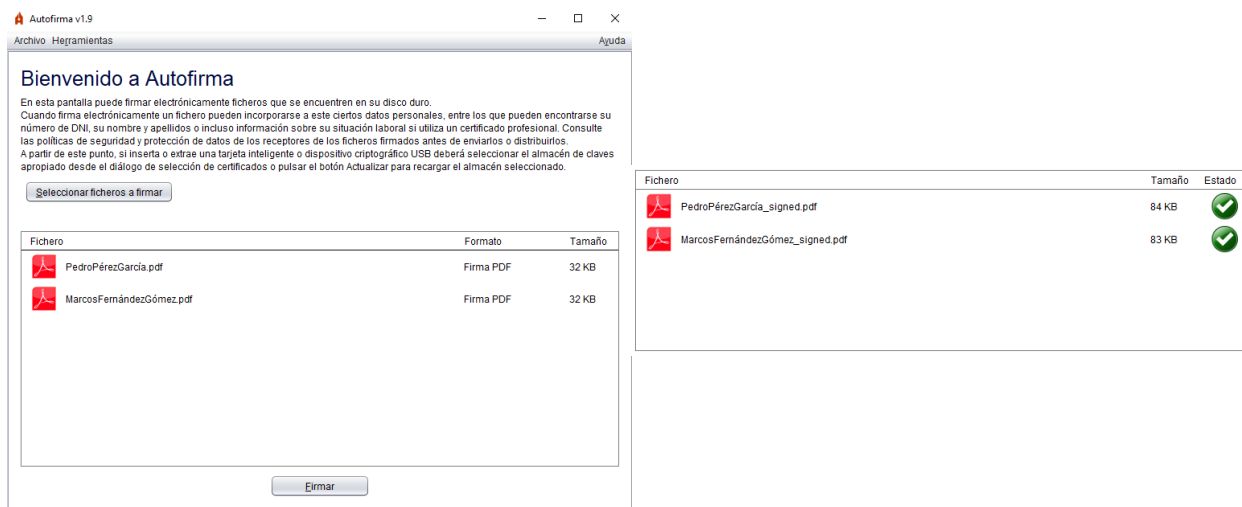 Autofirma v1.9
Archivo Herramientas Ayuda
Bienvenido a Autofirma
En esta pantalla puede firmar electrónicamente ficheros que se encuentren en su disco duro.
Cuando firma electrónicamente un fichero pueden incorporarse a este ciertos datos personales, entre los que pueden encontrarse su
número de DNI, su nombre y apellidos o incluso información sobre su situación laboral si utiliza un certificado profesional. Consulte
las políticas de seguridad y protección de datos de los receptores de los ficheros firmados antes de enviarlos o distribuirlos.
A partir de este punto, si inserta o extrae una tarjeta inteligente o dispositivo criptográfico USB deberá seleccionar el almacén de claves
apropiado desde el diálogo de selección de certificados o pulsar el botón Actualizar para recargar el almacén seleccionado.
Seleccionar ficheros a firmar
Fichero Formato Tamaño
PedroPérezGarcía.pdf Firma PDF 32 KB
MarcosFernándezGómez.pdf Firma PDF 32 KB
Firmar
Fichero Tamaño Estado
PedroPérezGarcía_signed.pdf 84 KB
MarcosFernándezGómez_signed.pdf 83 KB